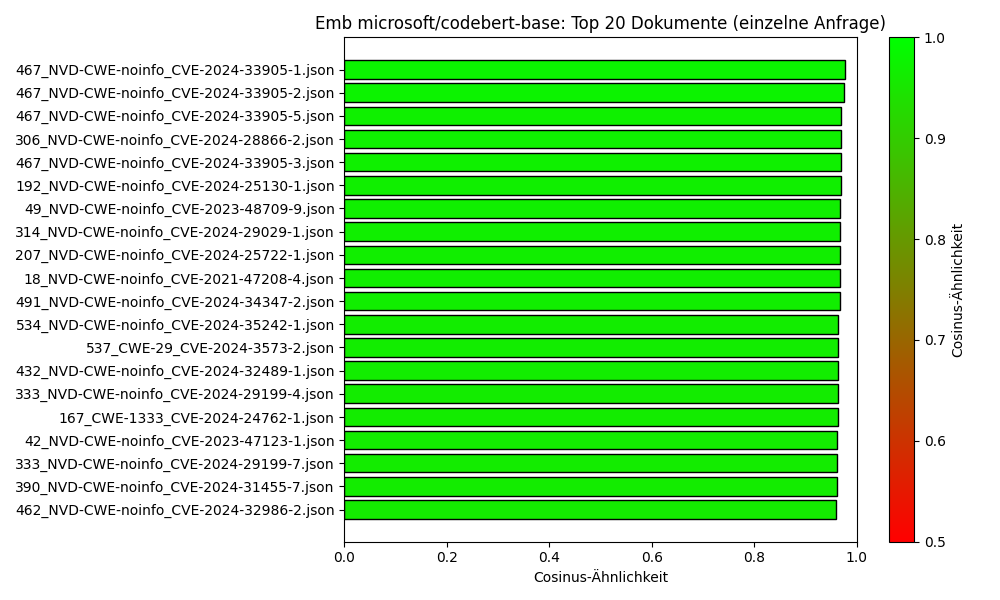 Emb microsoft/codebert-base: Top 20 Dokumente (einzelne Anfrage)
467_NVD-CWE-noinfo_CVE-2024-33905-1.json
467_NVD-CWE-noinfo_CVE-2024-33905-2.json
467_NVD-CWE-noinfo_CVE-2024-33905-5.json
306_NVD-CWE-noinfo_CVE-2024-28866-2.json
467_NVD-CWE-noinfo_CVE-2024-33905-3.json
192_NVD-CWE-noinfo_CVE-2024-25130-1.json
49_NVD-CWE-noinfo_CVE-2023-48709-9.json
314_NVD-CWE-noinfo_CVE-2024-29029-1.json
207_NVD-CWE-noinfo_CVE-2024-25722-1.json
18_NVD-CWE-noinfo_CVE-2021-47208-4.json
491_NVD-CWE-noinfo_CVE-2024-34347-2.json
534_NVD-CWE-noinfo_CVE-2024-35242-1.json
537_CWE-29_CVE-2024-3573-2.json
432_NVD-CWE-noinfo_CVE-2024-32489-1.json
333_NVD-CWE-noinfo_CVE-2024-29199-4.json
167_CWE-1333_CVE-2024-24762-1.json
42_NVD-CWE-noinfo_CVE-2023-47123-1.json
333_NVD-CWE-noinfo_CVE-2024-29199-7.json
390_NVD-CWE-noinfo_CVE-2024-31455-7.json
462_NVD-CWE-noinfo_CVE-2024-32986-2.json
0.0 0.2 0.4 0.6 0.8 1.0
Cosinus-Ähnlichkeit
1.0
0.9
0.8
0.7
0.6
0.5
Cosinus-Ähnlichkeit